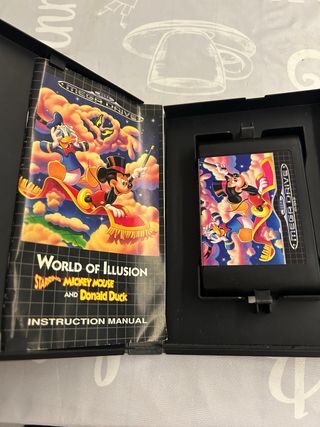 MEGA DRIVE
WORLD OF ILLUSION
STARRING MICKEY MOUSE
AND Donald Duck
INSTRUCTION MANUAL
MEGA DRIVE